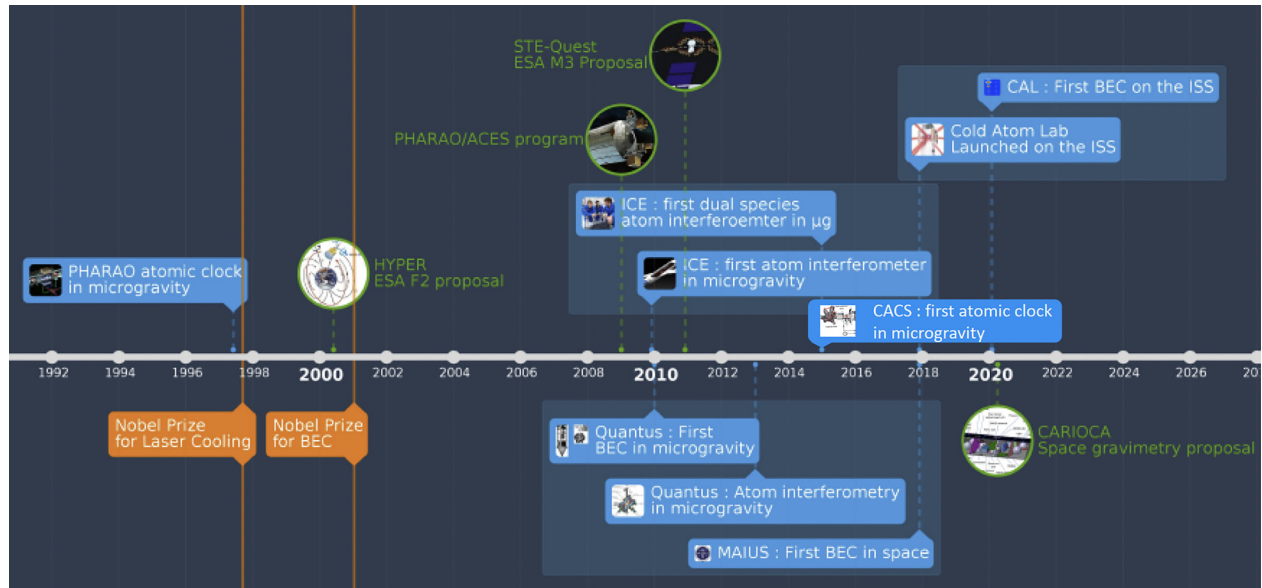 STE-Quest
ESA M3 Proposal
CAL : First BEC on the ISS
PHARAO/ACES program
Cold Atom Lab
Launched on the ISS
ICE : first dual species
atom interferoemter in µg
PHARAO atomic clock
in microgravity
HYPER
ESA F2 proposal
ICE : first atom interferometer
in microgravity
CACS : first atomic clock
in microgravity
1992 1994 1996 1998 2000 2002 2004 2006 2008 2010 2012 2014 2016 2018 2020 2022 2024 2026
Nobel Prize
for Laser Cooling
Nobel Prize
for BEC
Quantus : First
BEC in microgravity
CARIOCA
Space gravimetry proposal
Quantus : Atom interferometry
in microgravity
MAIUS : First BEC in space